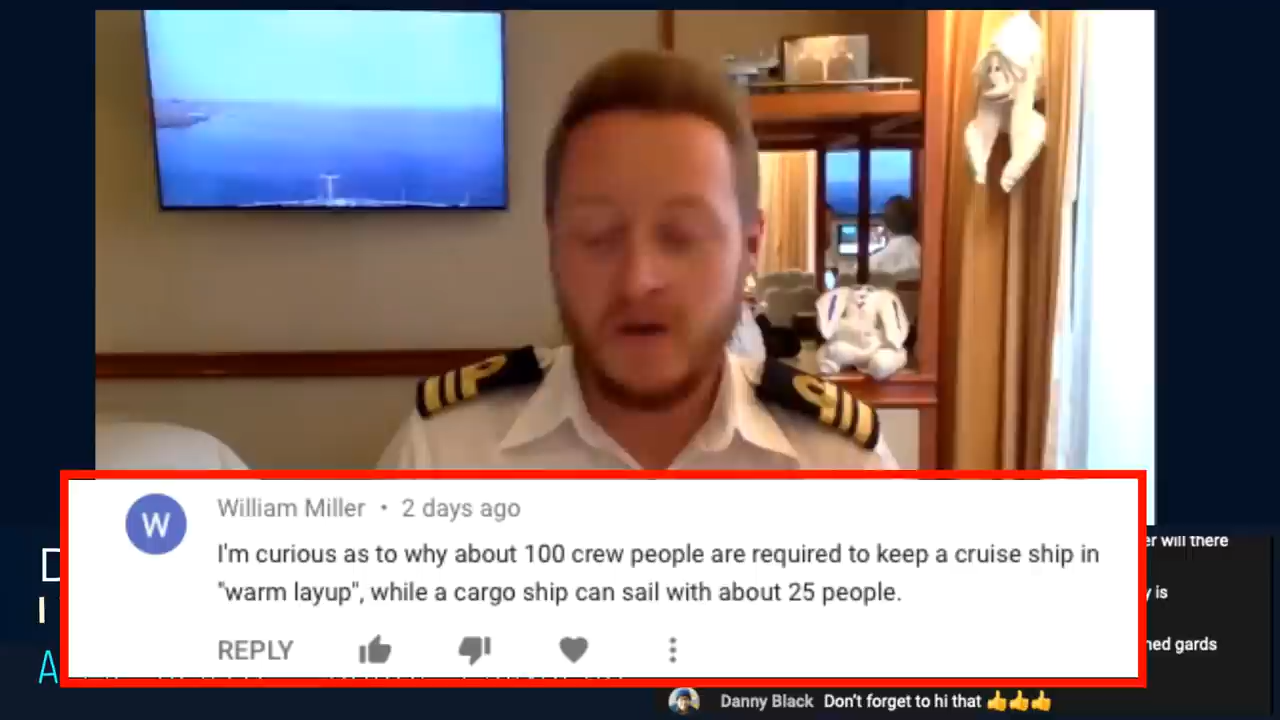 W
William Miller • 2 days ago
I'm curious as to why about 100 crew people are required to keep a cruise ship in
"warm layup", while a cargo ship can sail with about 25 people.
REPLY
will there
is
gards
Danny Black Don't forget to hi that 👍👍👍